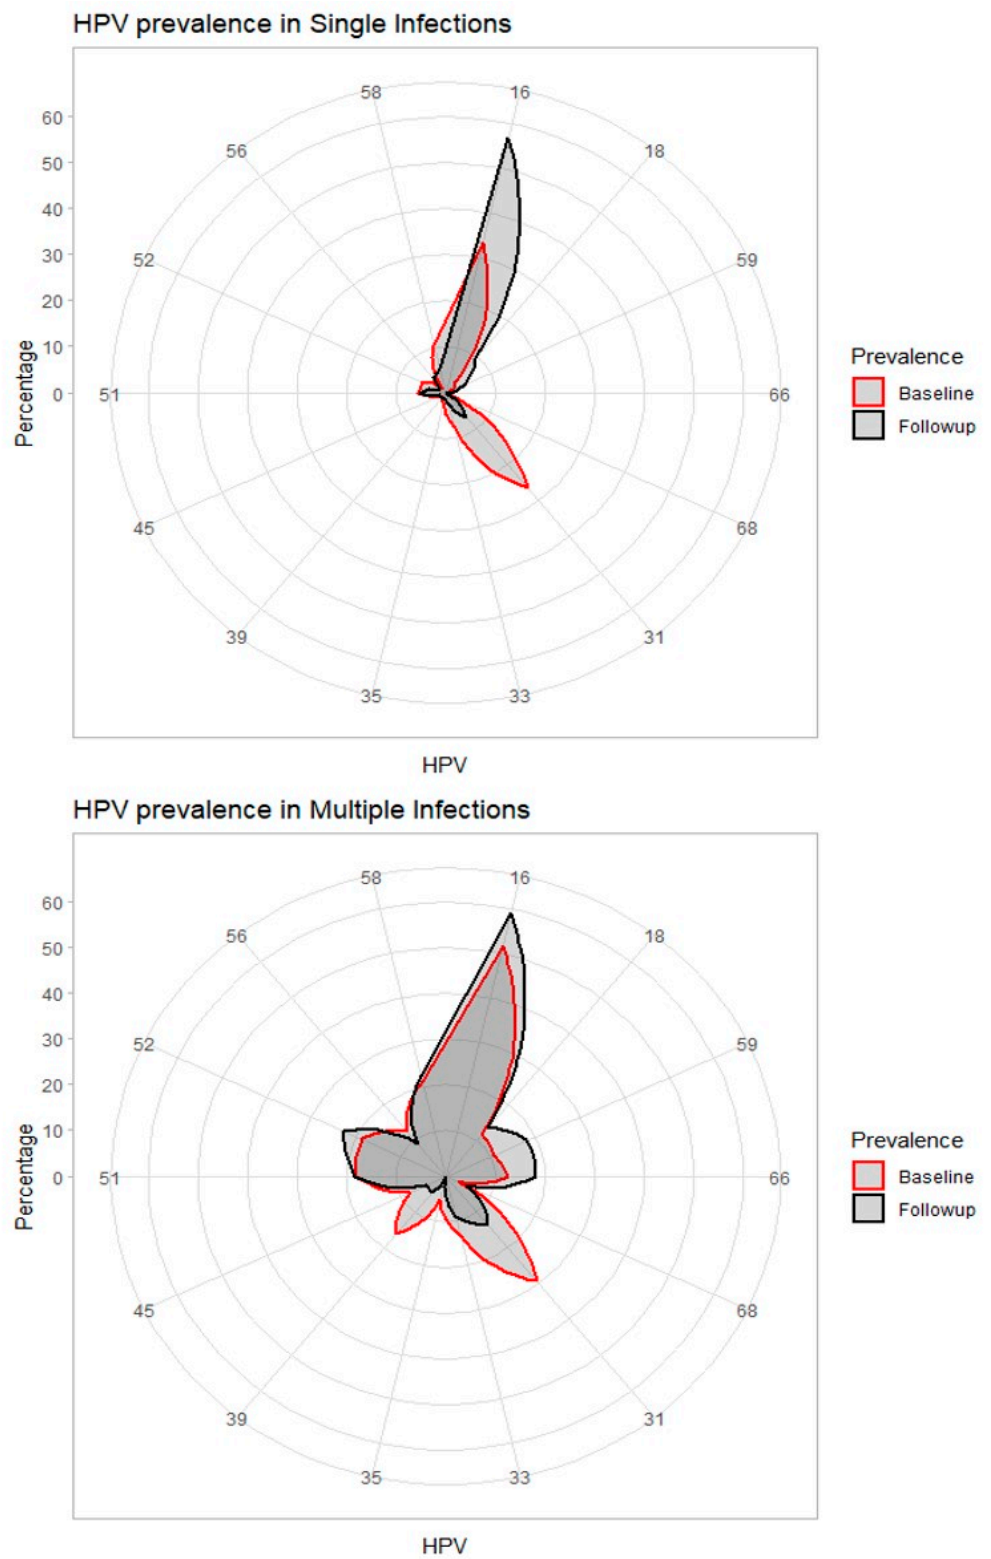 HPV prevalence in Single Infections
58 16
60
56 18
50
40
52 59
30
20
10
0
51 66
Percentage
Prevalence
Baseline
Followup
45 68
39 31
35 33
HPV
HPV prevalence in Multiple Infections
58 16
60
56 18
50
40
52 59
30
20
10
0
51 66
Percentage
Prevalence
Baseline
Followup
45 68
39 31
35 33
HPV